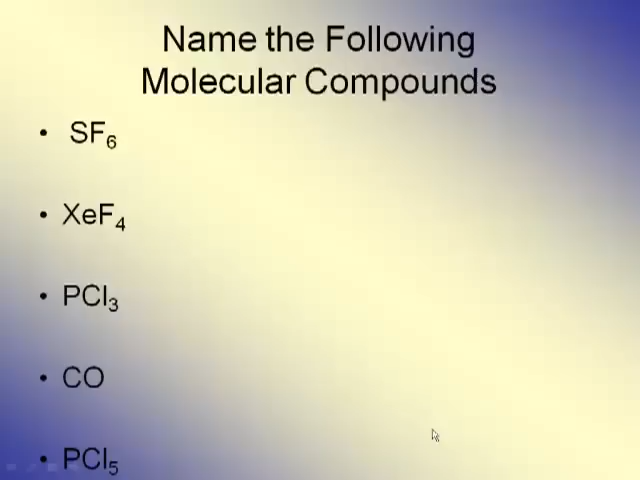 Name the Following
Molecular Compounds
• SF₆
• XeF₄
• PCl₃
• CO
• PCl₅